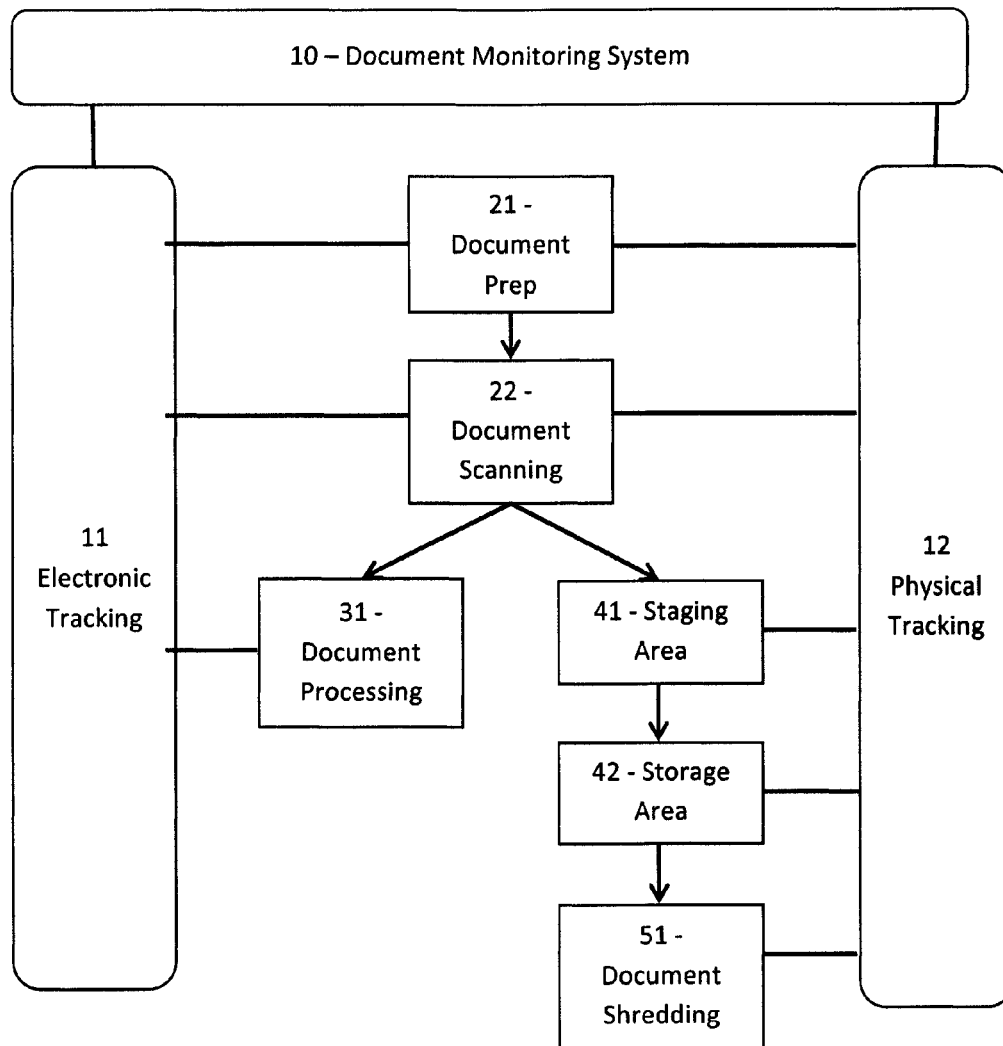 10 – Document Monitoring System
21 -
Document
Prep
22 -
Document
Scanning
11
Electronic
Tracking
12
Physical
Tracking
31 -
Document
Processing
41 - Staging
Area
42 - Storage
Area
51 -
Document
Shredding